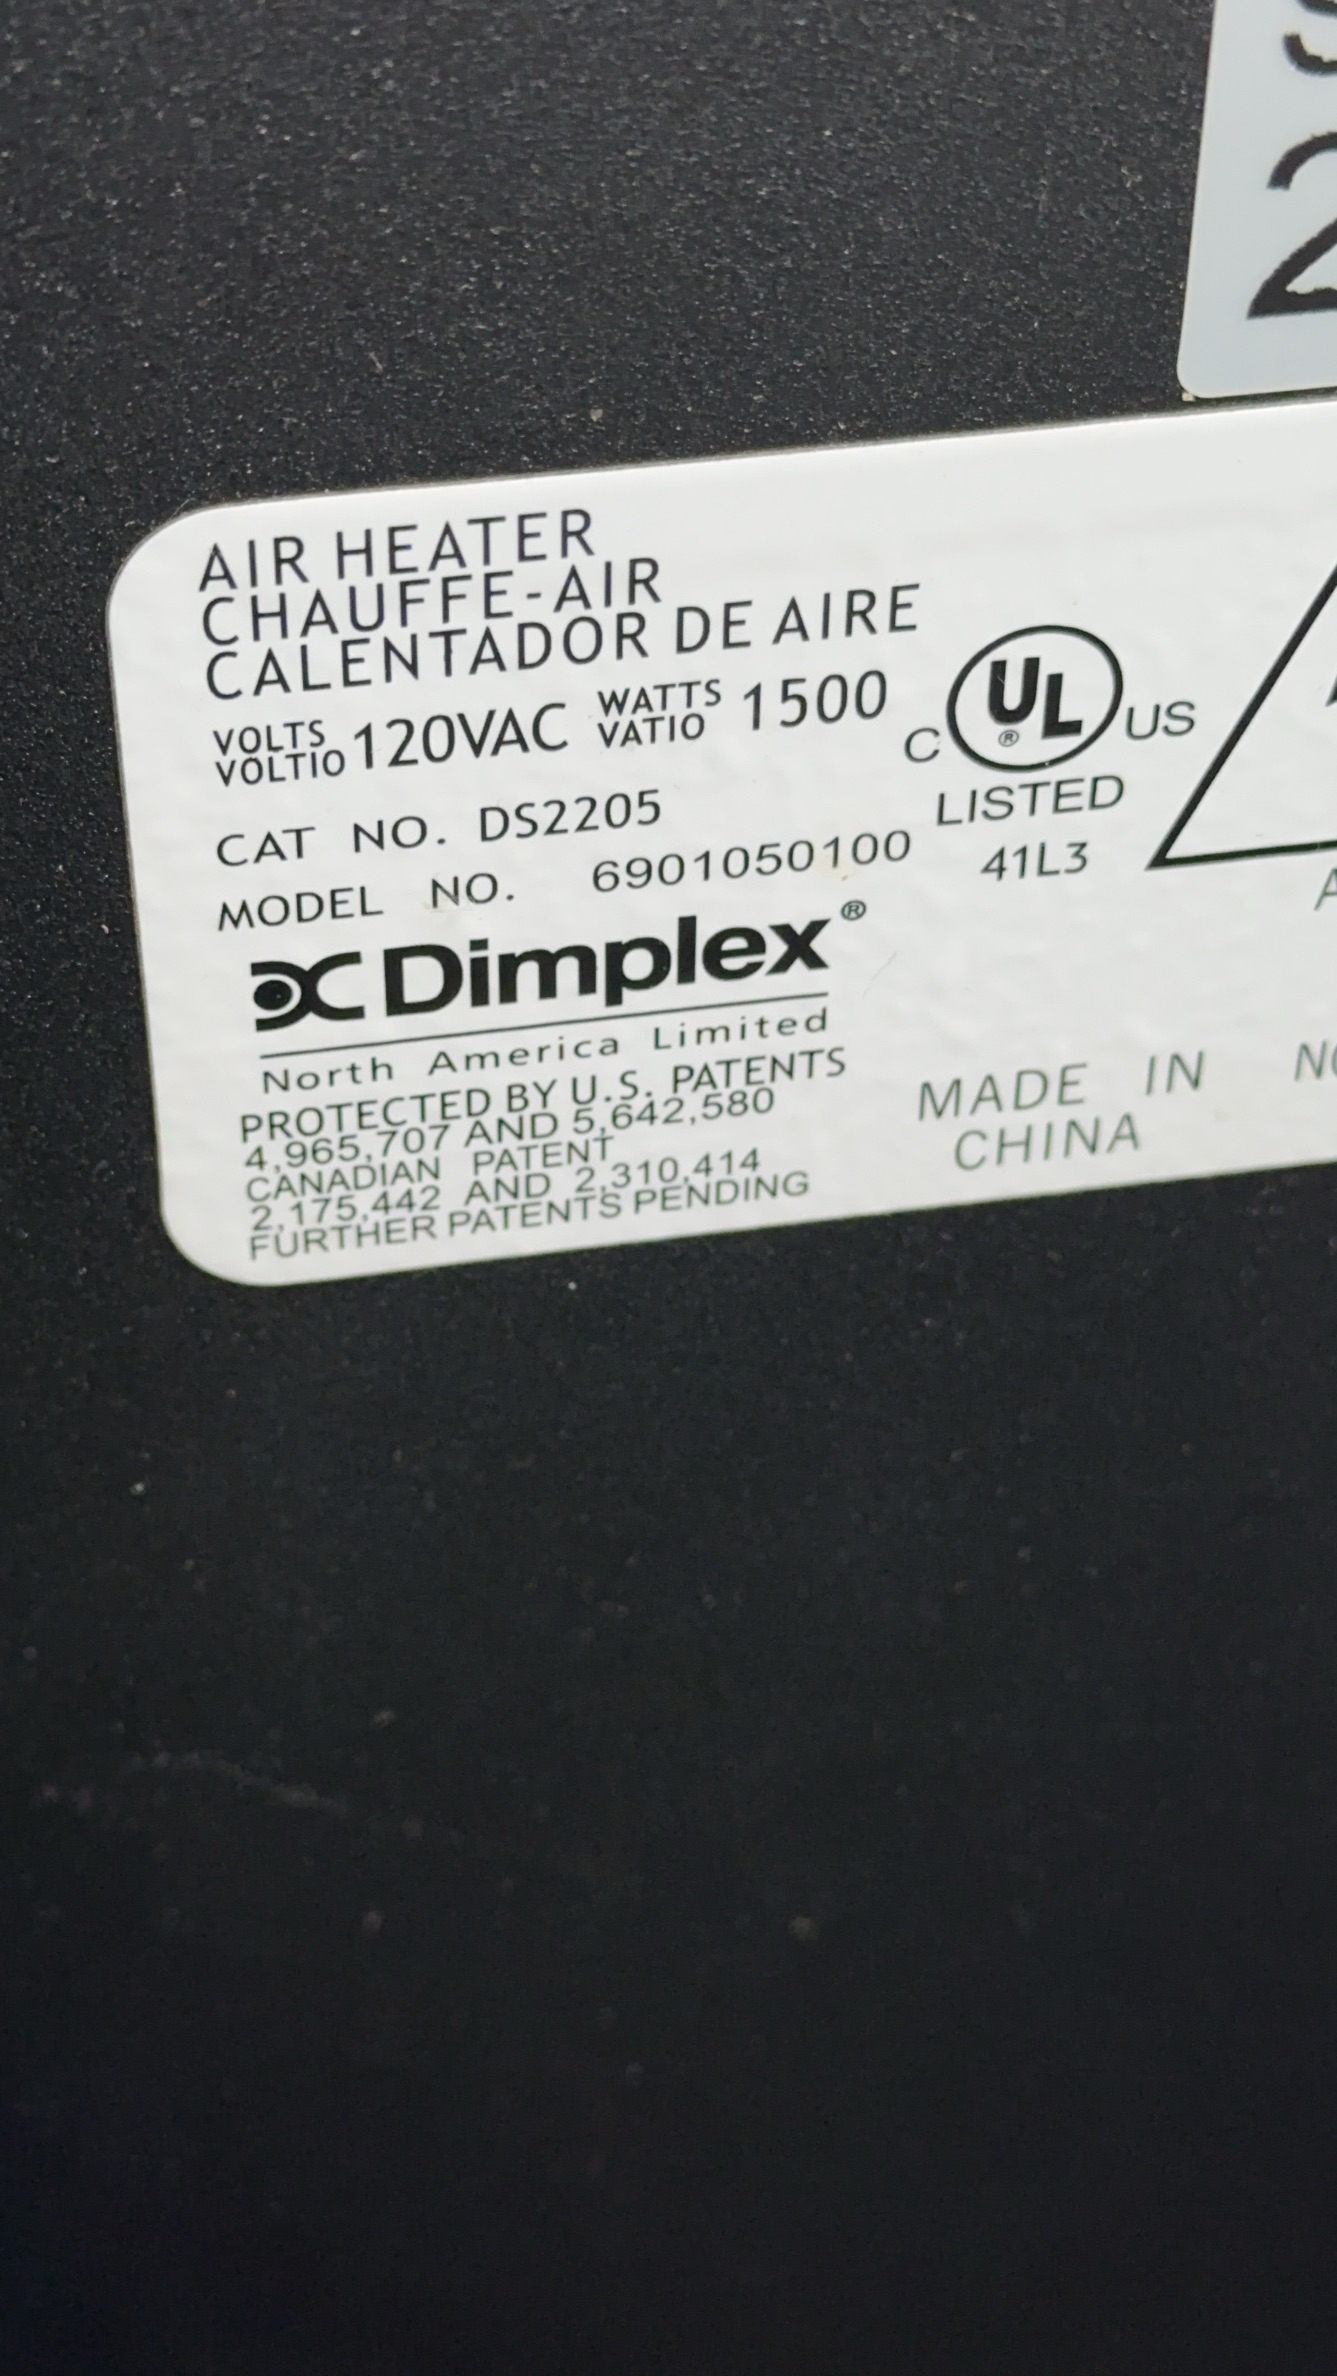 2
AIR HEATER
CHAUFFE-AIR
CALENTADOR DE AIRE
VOLTS
VOLTIO 120VAC WATTS
VATIO 1500
CAT NO. DS2205
MODEL NO. 6901050100
C UL ® US
LISTED
41L3
Dimplex®
North America Limited
PROTECTED BY U.S. PATENTS
4,965,707 AND 5,642,580
CANADIAN PATENT
2,175,442 AND 2,310,414
FURTHER PATENTS PENDING
MADE IN
CHINA